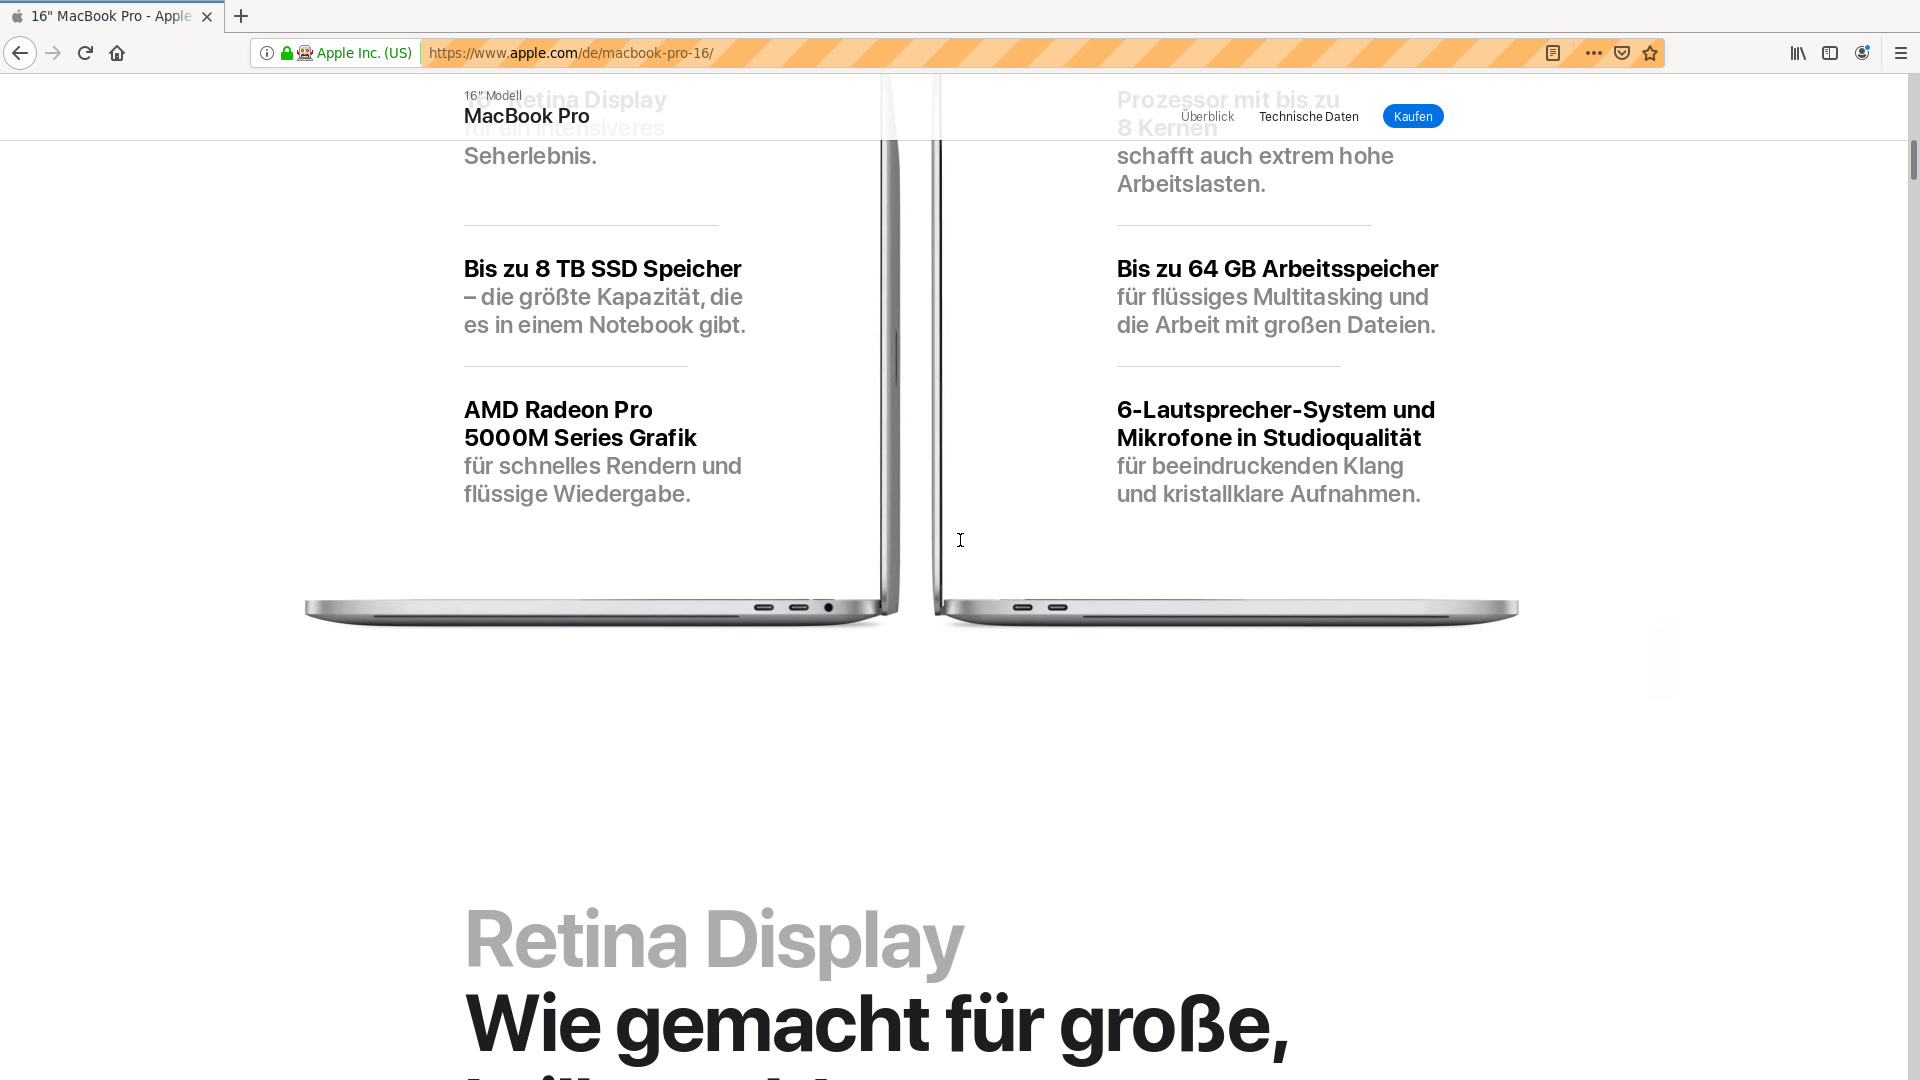 16" MacBook Pro - Apple
Apple Inc. (US)
https://www.apple.com/de/macbook-pro-16/
16" Modell
MacBook Pro
Überblick
Technische Daten
Kaufen
16" Retina Display
für ein intensiveres
Seherlebnis.
Prozessor mit bis zu
8 Kernen
schafft auch extrem hohe
Arbeitslasten.
Bis zu 8 TB SSD Speicher
– die größte Kapazität, die
es in einem Notebook gibt.
Bis zu 64 GB Arbeitsspeicher
für flüssiges Multitasking und
die Arbeit mit großen Dateien.
AMD Radeon Pro
5000M Series Grafik
für schnelles Rendern und
flüssige Wiedergabe.
6-Lautsprecher-System und
Mikrofone in Studioqualität
für beeindruckenden Klang
und kristallklare Aufnahmen.
Retina Display
Wie gemacht für große,